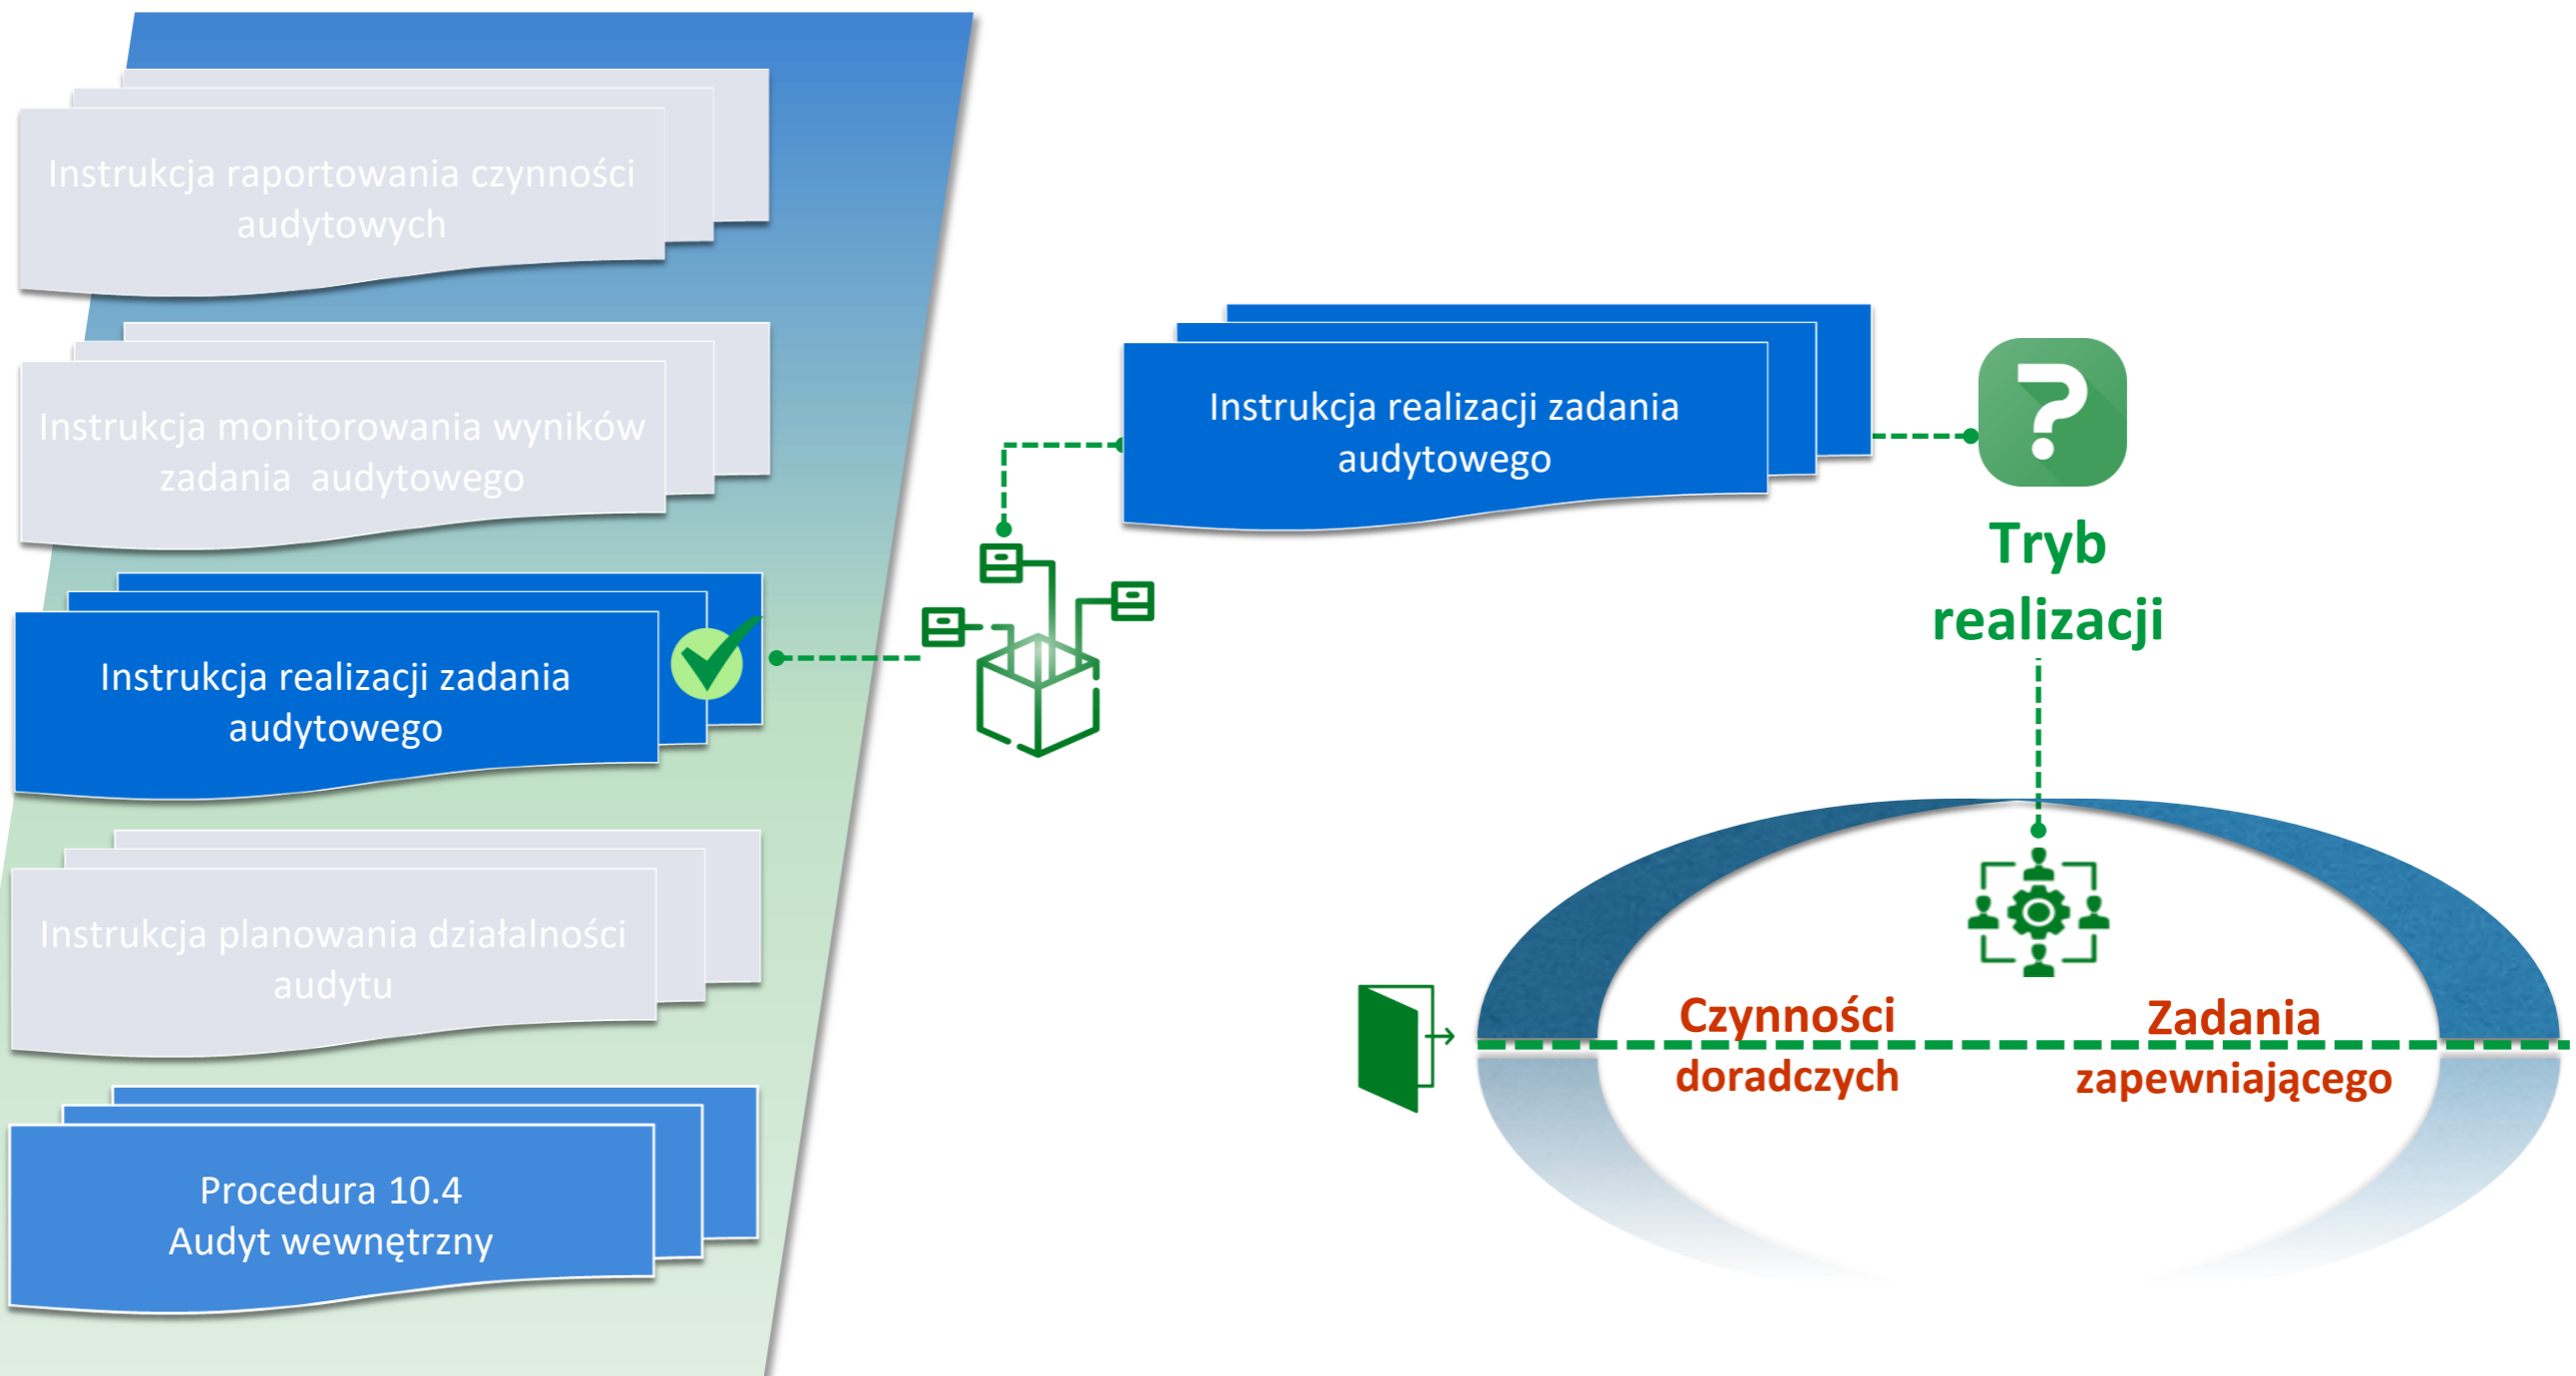 Instrukcja raportowania czynności
audytowych
Instrukcja monitorowania wyników
zadania  audytowego
Instrukcja realizacji zadania
audytowego
Instrukcja planowania działalności
audytu
Procedura 10.4
Audyt wewnętrzny
Instrukcja realizacji zadania
audytowego
?
Tryb
realizacji
Czynności
doradczych
Zadania
zapewniającego